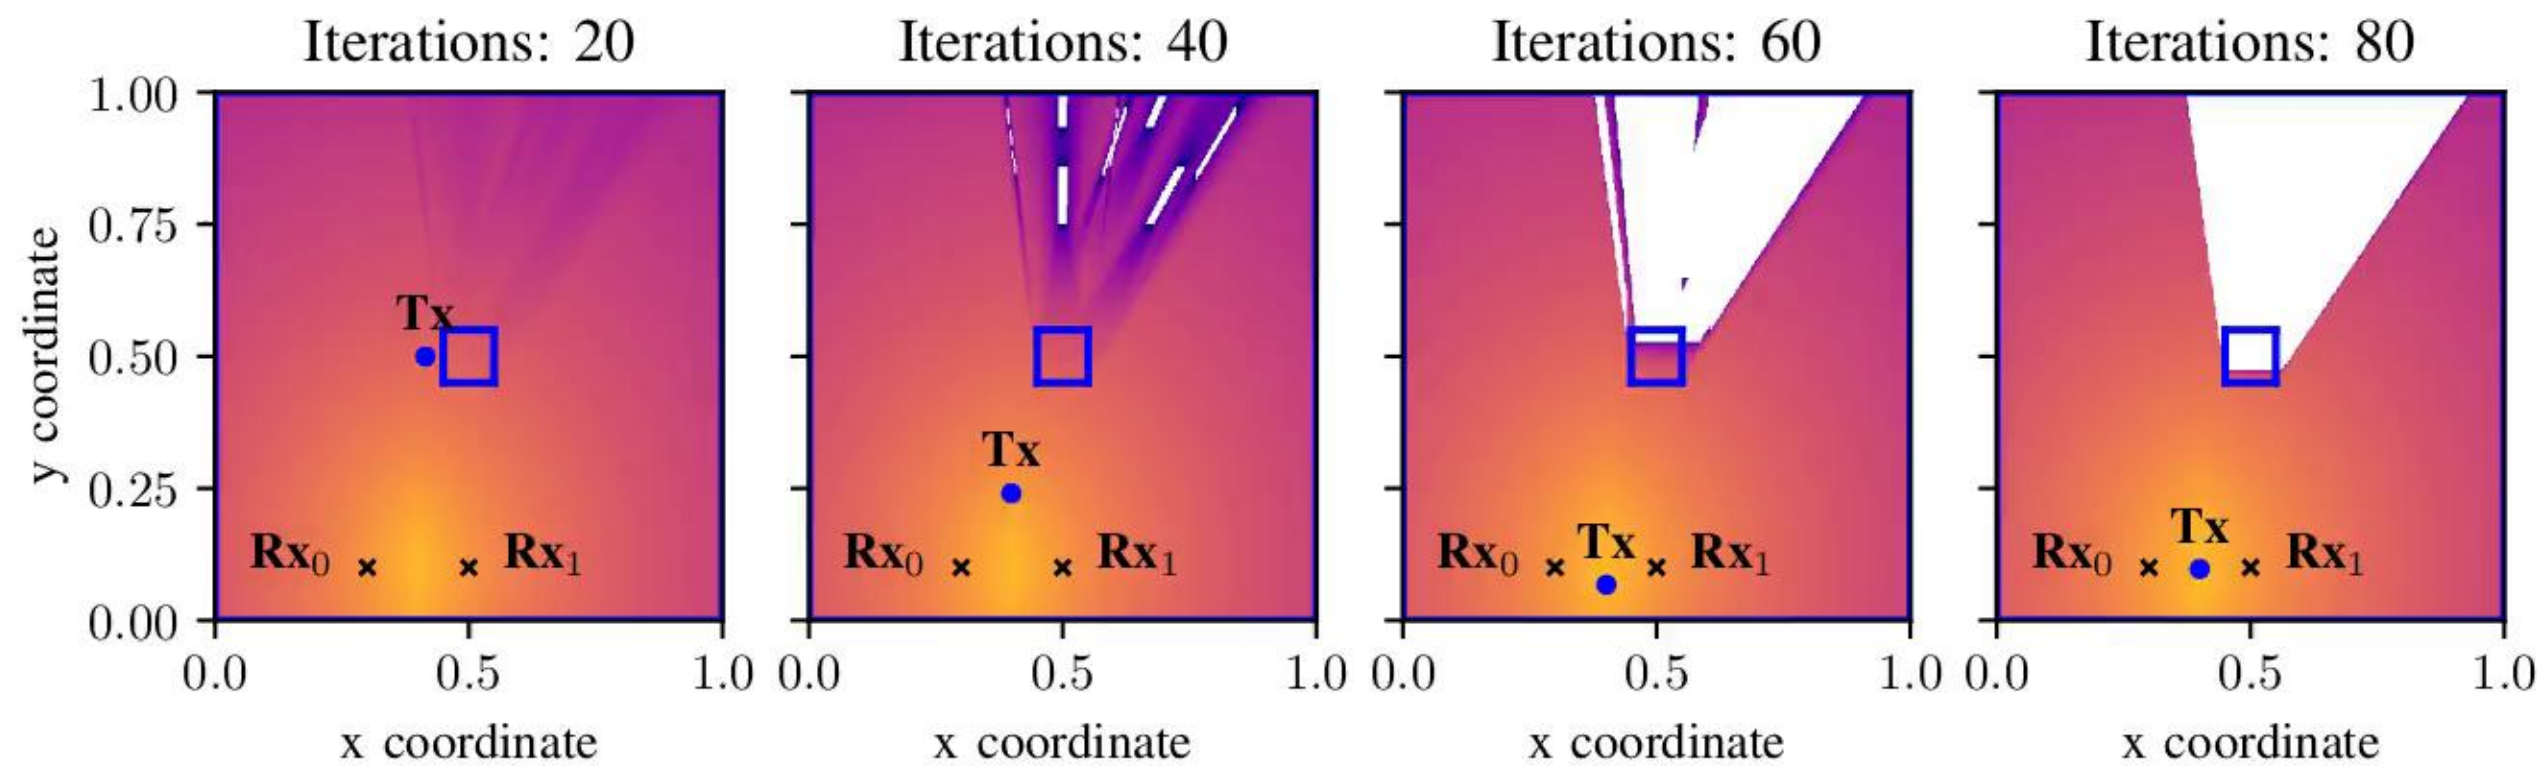 Iterations: 20 Iterations: 40 Iterations: 60 Iterations: 80
1.00
0.75
0.50
0.25
0.00
y coordinate
Tx
Rx0 Rx1
Tx
Rx0 Rx1
Rx0 Tx Rx1
Rx0 Tx Rx1
0.0 0.5 1.0 0.0 0.5 1.0 0.0 0.5 1.0 0.0 0.5 1.0
x coordinate x coordinate x coordinate x coordinate